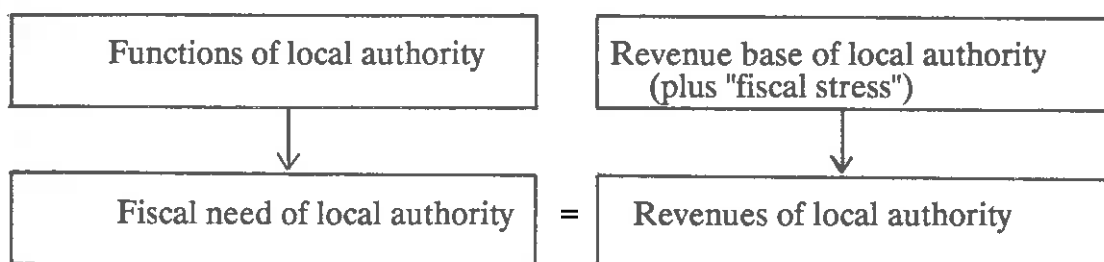 Functions of local authority
Revenue base of local authority
(plus "fiscal stress")
Fiscal need of local authority = Revenues of local authority